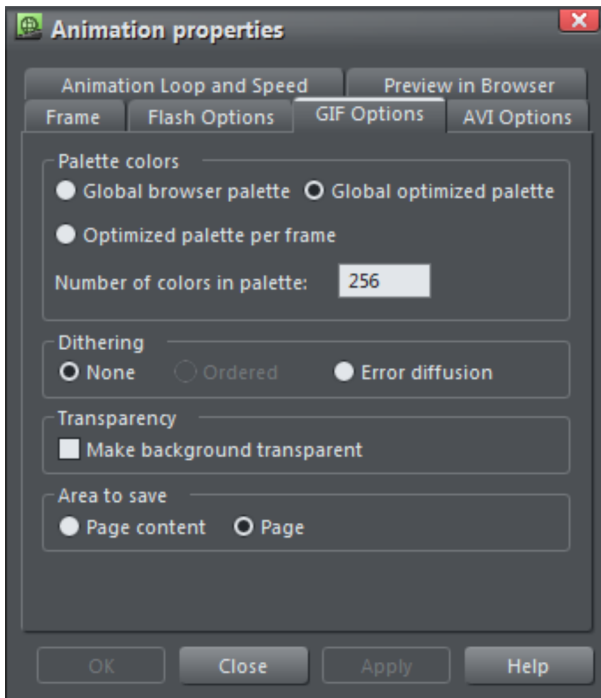 Animation properties
Animation Loop and Speed Preview in Browser
Frame Flash Options GIF Options AVI Options
Palette colors
Global browser palette Global optimized palette
Optimized palette per frame
Number of colors in palette: 256
Dithering
None Ordered Error diffusion
Transparency
Make background transparent
Area to save
Page content Page
OK Close Apply Help